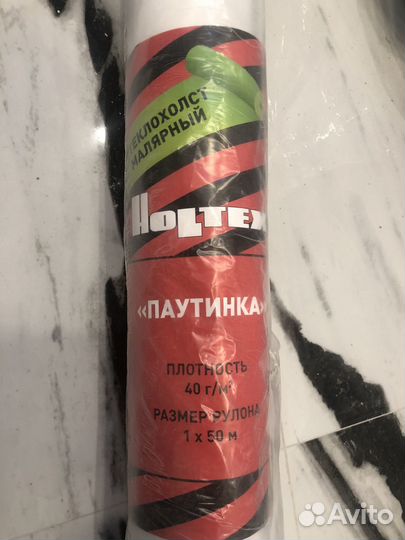 СТЕКЛОХОЛСТ
МАЛЯРНЫЙ
HOLTEX
«ПАУТИНКА»
ПЛОТНОСТЬ
40 г/м²
РАЗМЕР РУЛОНА
1 х 50 м
Avito